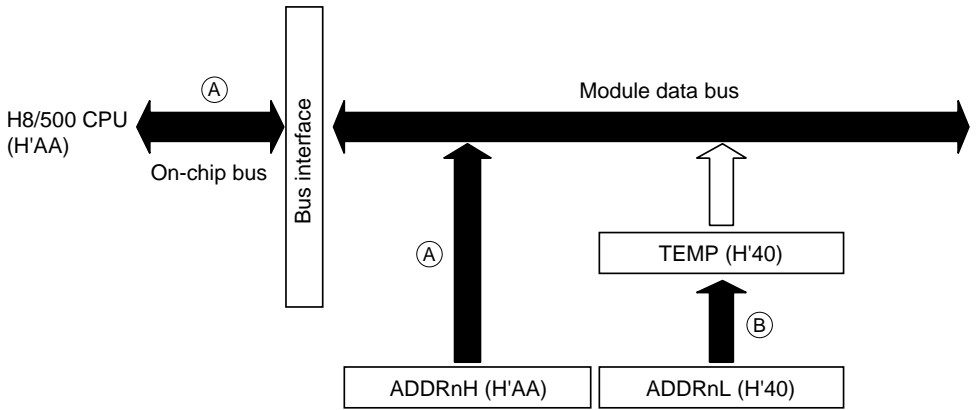 Ⓐ
Module data bus
H8/500 CPU
(H'AA)
On-chip bus
Bus interface
Ⓐ
TEMP (H'40)
Ⓑ
ADDRnH (H'AA)
ADDRnL (H'40)